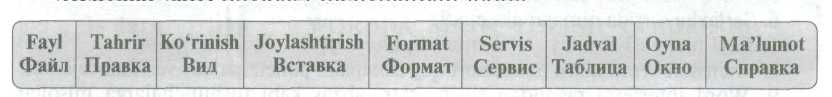 Fayl Tahrir Ko‘rinish Joylashtirish Format Servis Jadval Oyna Ma’lumot
Файл Правка Вид Вставка Формат Сервис Таблица Окно Справка